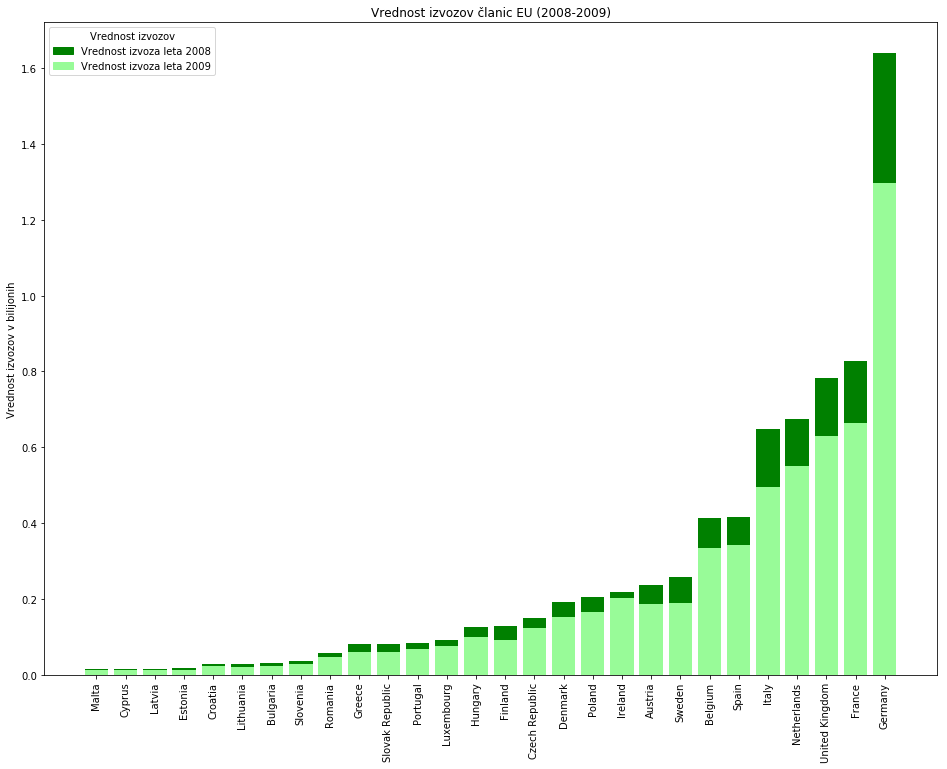 Vrednost izvozov članic EU (2008-2009)
Vrednost izvozov
Vrednost izvoza leta 2008
Vrednost izvoza leta 2009
Vrednost izvozov v bilijonih
1.6
1.4
1.2
1.0
0.8
0.6
0.4
0.2
0.0
Malta
Cyprus
Latvia
Estonia
Croatia
Lithuania
Bulgaria
Slovenia
Romania
Greece
Slovak Republic
Portugal
Luxembourg
Hungary
Finland
Czech Republic
Denmark
Poland
Ireland
Austria
Sweden
Belgium
Spain
Italy
Netherlands
United Kingdom
France
Germany